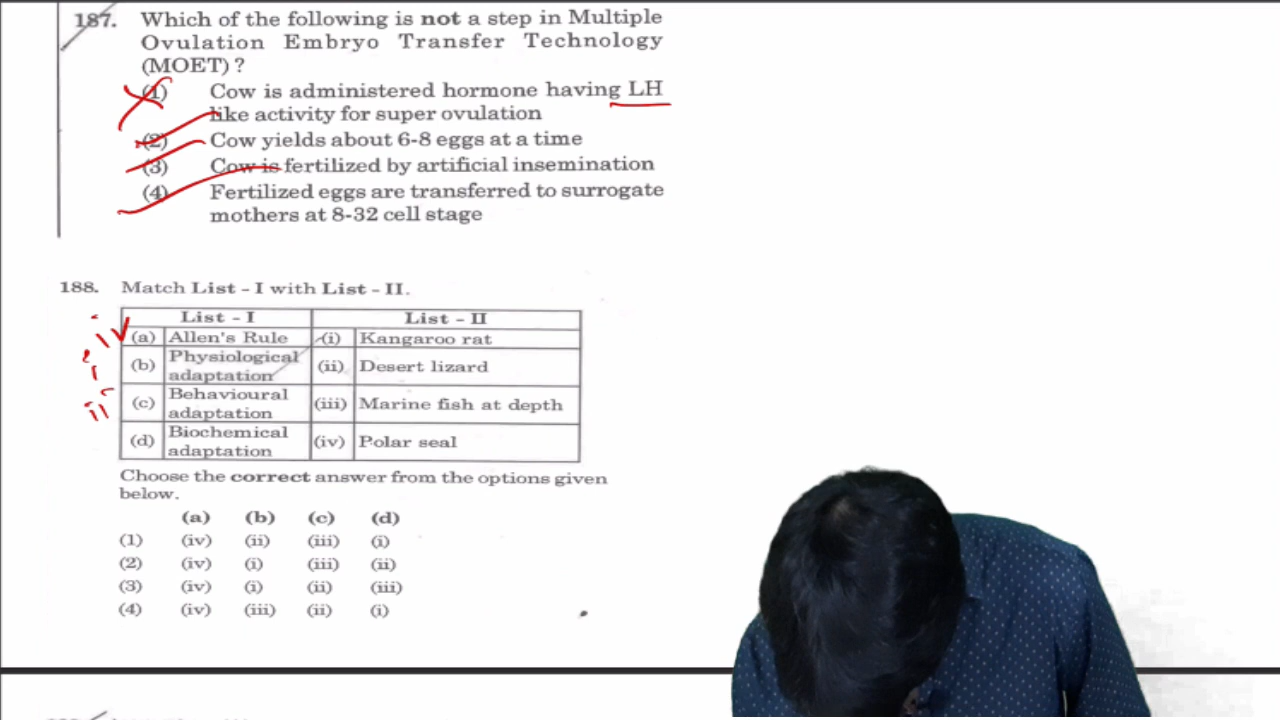 187. Which of the following is not a step in Multiple
Ovulation Embryo Transfer Technology
(MOET) ?
(1) Cow is administered hormone having LH
like activity for super ovulation
(2) Cow yields about 6-8 eggs at a time
(3) Cow is fertilized by artificial insemination
(4) Fertilized eggs are transferred to surrogate
mothers at 8-32 cell stage
188. Match List - I with List - II.
List - I List - II
iv (a) Allen's Rule (i) Kangaroo rat
i (b) Physiological adaptation (ii) Desert lizard
ii (c) Behavioural adaptation (iii) Marine fish at depth
(d) Biochemical adaptation (iv) Polar seal
Choose the correct answer from the options given
below.
(a) (b) (c) (d)
(1) (iv) (ii) (iii) (i)
(2) (iv) (i) (iii) (ii)
(3) (iv) (i) (ii) (iii)
(4) (iv) (iii) (ii) (i)